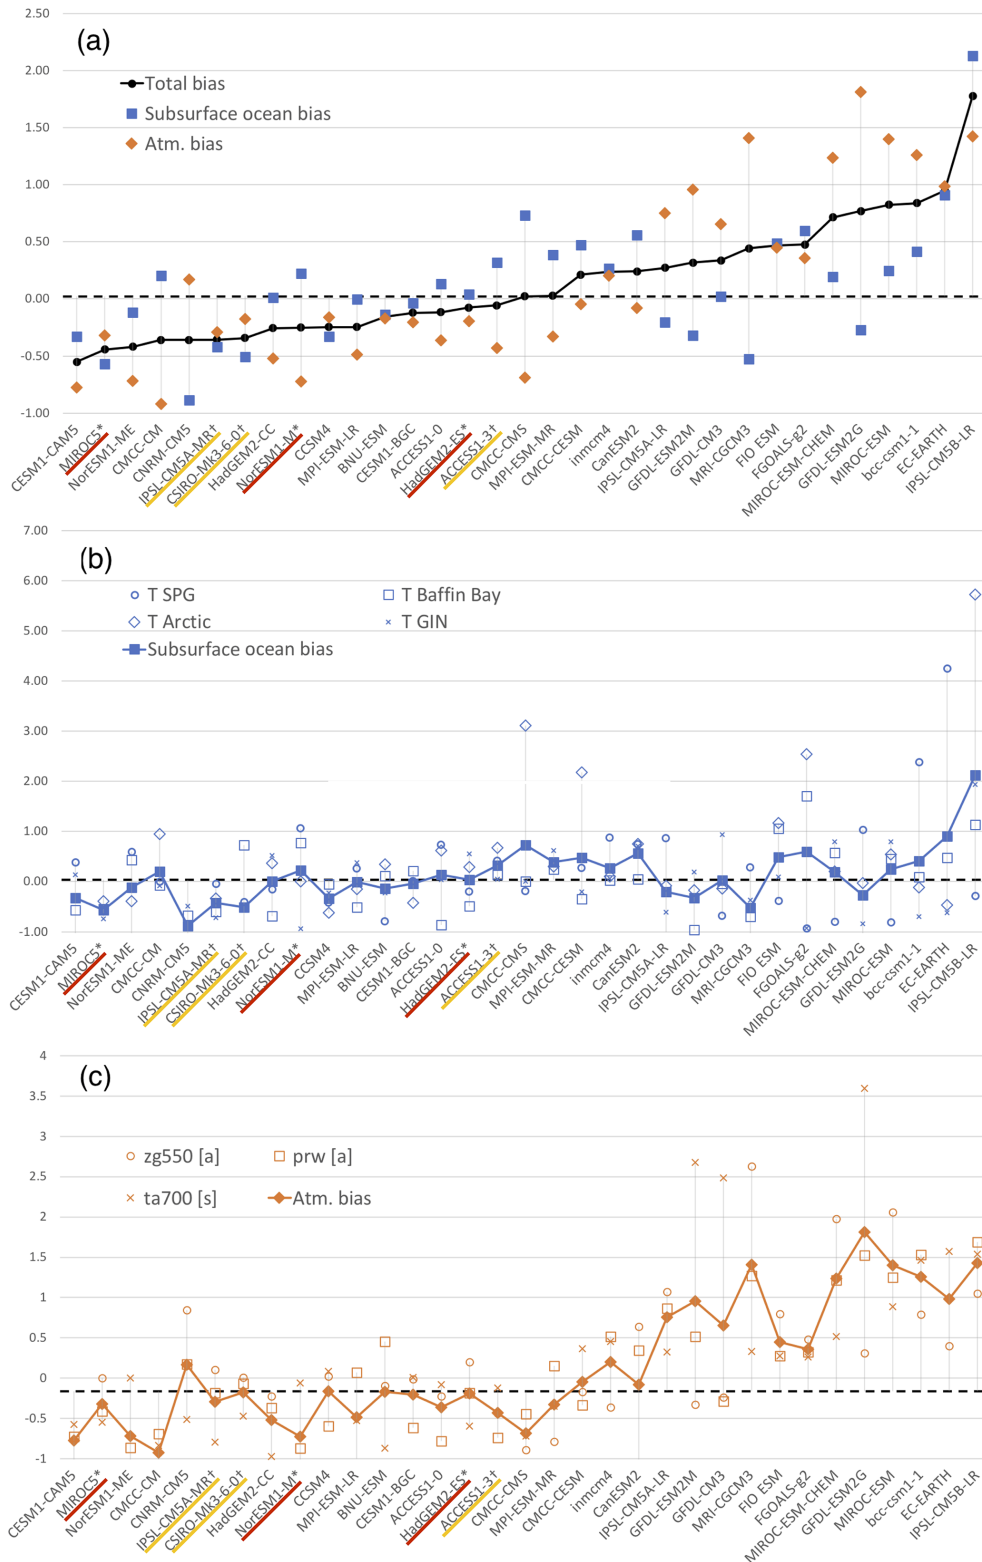 2.50
(a)
2.00
Total bias
Subsurface ocean bias
1.50
Atm. bias
1.00
0.50
0.00
-0.50
-1.00
CESM1-CAM5
MIROC5*
NorESM1-ME
CMCC-CM
CNRM-CM5
IPSL-CM5A-MR†
CSIRO-Mk3-6-0†
HadGEM2-CC
NorESM1-M*
CCSM4
MPI-ESM-LR
BNU-ESM
CESM1-BGC
ACCESS1-0
HadGEM2-ES*
ACCESS1-3†
CMCC-CMS
MPI-ESM-MR
CMCC-CESM
inmcm4
CanESM2
IPSL-CM5A-LR
GFDL-ESM2M
GFDL-CM3
MRI-CGCM3
FIO ESM
FGOALS-g2
MIROC-ESM-CHEM
GFDL-ESM2G
MIROC-ESM
bcc-csm1-1
EC-EARTH
IPSL-CM5B-LR
7.00
(b)
6.00
T SPG
T Baffin Bay
T Arctic
T GIN
5.00
Subsurface ocean bias
4.00
3.00
2.00
1.00
0.00
-1.00
CESM1-CAM5
MIROC5*
NorESM1-ME
CMCC-CM
CNRM-CM5
IPSL-CM5A-MR†
CSIRO-Mk3-6-0†
HadGEM2-CC
NorESM1-M*
CCSM4
MPI-ESM-LR
BNU-ESM
CESM1-BGC
ACCESS1-0
HadGEM2-ES*
ACCESS1-3†
CMCC-CMS
MPI-ESM-MR
CMCC-CESM
inmcm4
CanESM2
IPSL-CM5A-LR
GFDL-ESM2M
GFDL-CM3
MRI-CGCM3
FIO ESM
FGOALS-g2
MIROC-ESM-CHEM
GFDL-ESM2G
MIROC-ESM
bcc-csm1-1
EC-EARTH
IPSL-CM5B-LR
4
(c)
3.5
3
zg550 [a]
prw [a]
2.5
ta700 [s]
Atm. bias
2
1.5
1
0.5
0
-0.5
-1
CESM1-CAM5
MIROC5*
NorESM1-ME
CMCC-CM
CNRM-CM5
IPSL-CM5A-MR†
CSIRO-Mk3-6-0†
HadGEM2-CC
NorESM1-M*
CCSM4
MPI-ESM-LR
BNU-ESM
CESM1-BGC
ACCESS1-0
HadGEM2-ES*
ACCESS1-3†
CMCC-CMS
MPI-ESM-MR
CMCC-CESM
inmcm4
CanESM2
IPSL-CM5A-LR
GFDL-ESM2M
GFDL-CM3
MRI-CGCM3
FIO ESM
FGOALS-g2
MIROC-ESM-CHEM
GFDL-ESM2G
MIROC-ESM
bcc-csm1-1
EC-EARTH
IPSL-CM5B-LR